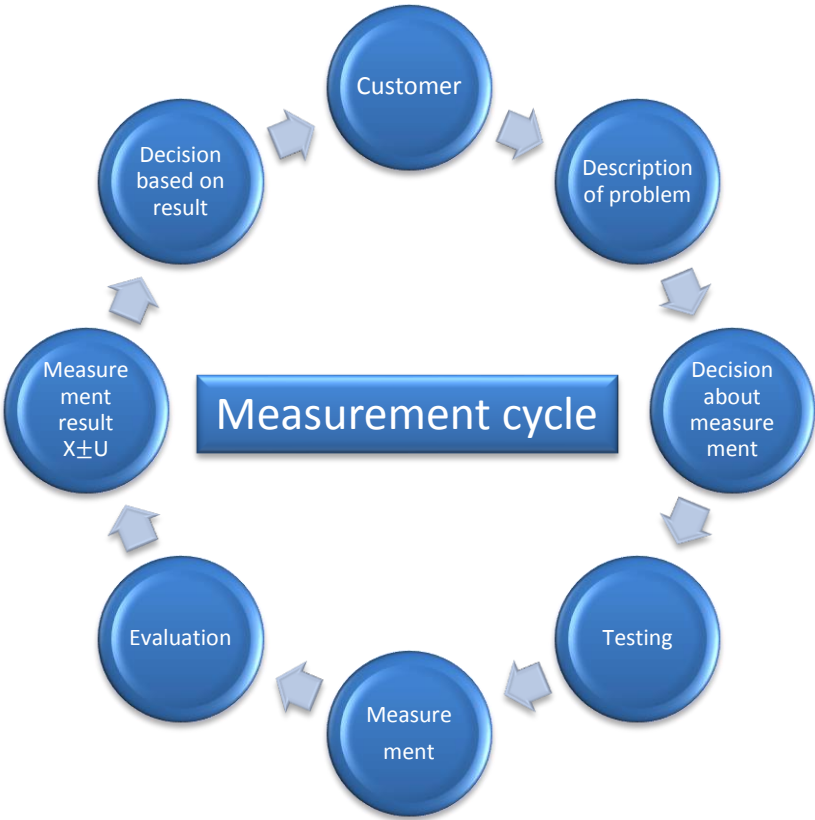 Customer
Description
of problem
Decision
about
measure
ment
Testing
Measure
ment
Evaluation
Measure
ment
result
X±U
Decision
based on
result
Measurement cycle